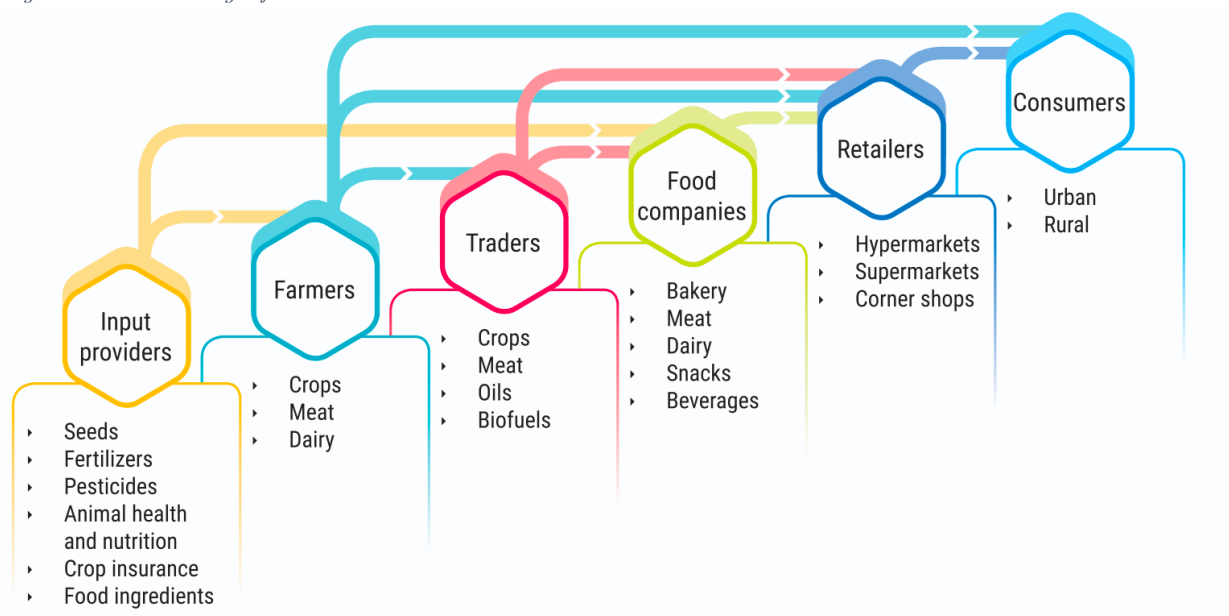 Input
providers
Seeds
Fertilizers
Pesticides
Animal health
and nutrition
Crop insurance
Food ingredients
Farmers
Crops
Meat
Dairy
Traders
Crops
Meat
Oils
Biofuels
Food
companies
Bakery
Meat
Dairy
Snacks
Beverages
Retailers
Hypermarkets
Supermarkets
Corner shops
Consumers
Urban
Rural